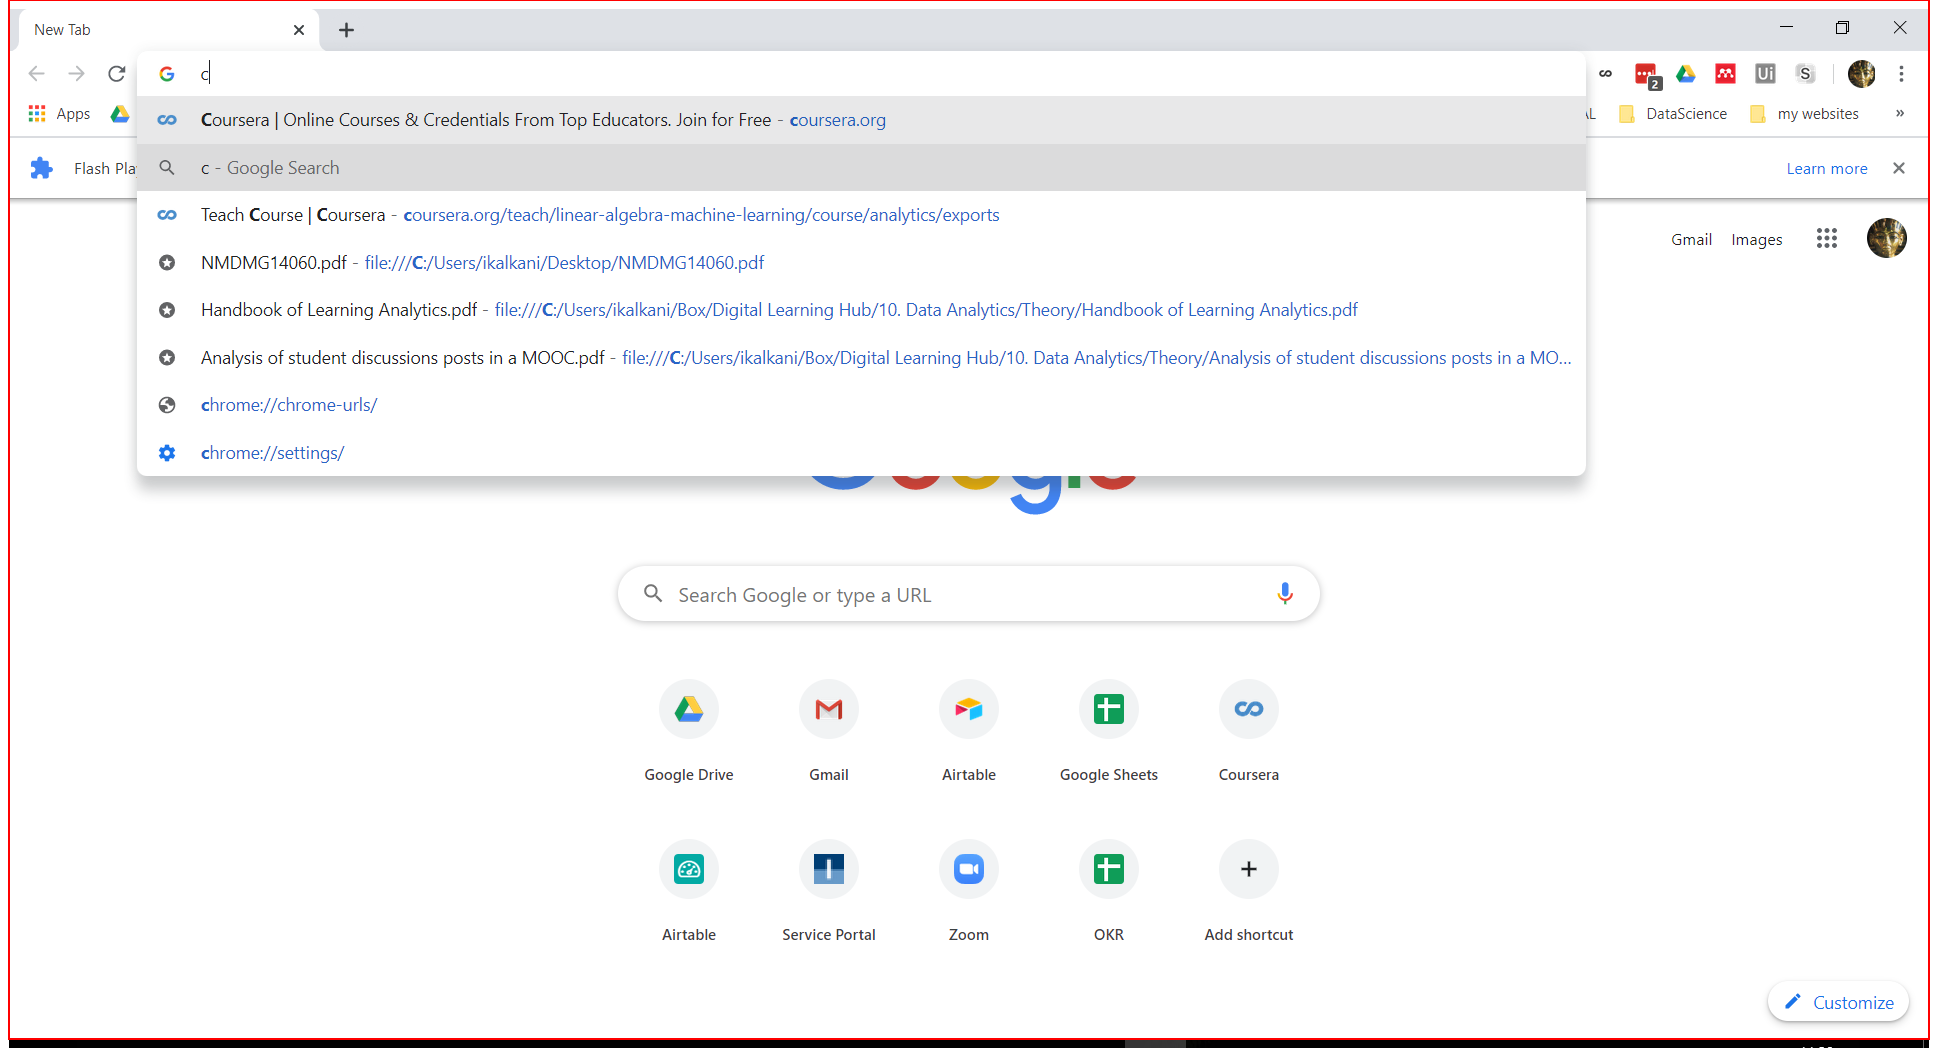 New Tab
c
Coursera | Online Courses & Credentials From Top Educators. Join for Free - coursera.org
2
Ui
S
Apps
AL
DataScience
my websites
»
c - Google Search
Flash Pla
Learn more
Teach Course | Coursera - coursera.org/teach/linear-algebra-machine-learning/course/analytics/exports
Gmail
Images
NMDMG14060.pdf - file:///C:/Users/ikalkani/Desktop/NMDMG14060.pdf
Handbook of Learning Analytics.pdf - file:///C:/Users/ikalkani/Box/Digital Learning Hub/10. Data Analytics/Theory/Handbook of Learning Analytics.pdf
Analysis of student discussions posts in a MOOC.pdf - file:///C:/Users/ikalkani/Box/Digital Learning Hub/10. Data Analytics/Theory/Analysis of student discussions posts in a MO...
chrome://chrome-urls/
chrome://settings/
Search Google or type a URL
Google Drive
Gmail
Airtable
Google Sheets
Coursera
Airtable
Service Portal
Zoom
OKR
Add shortcut
Customize